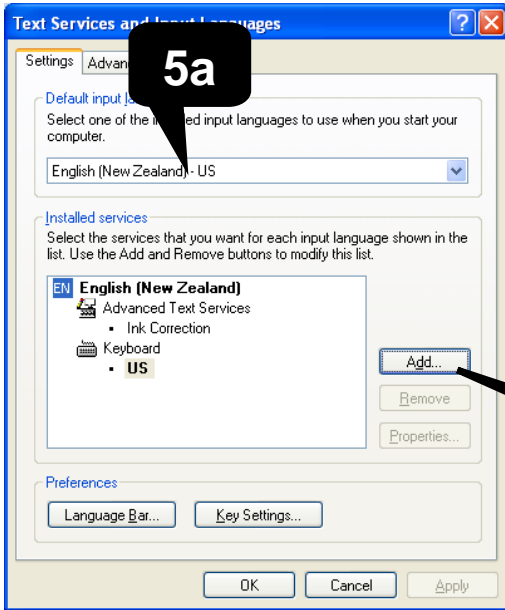 Text Services and Input Languages
5a
Settings
Default input
Select one of the input languages to use when you start your
computer.
English (New Zealand) - US
Installed services
Select the services that you want for each input language shown in the
list. Use the Add and Remove buttons to modify this list.
EN English (New Zealand)
Advanced Text Services
• Ink Correction
Keyboard
• US
Add...
Remove
Properties...
Preferences
Language Bar...
Key Settings...
OK
Cancel
Apply